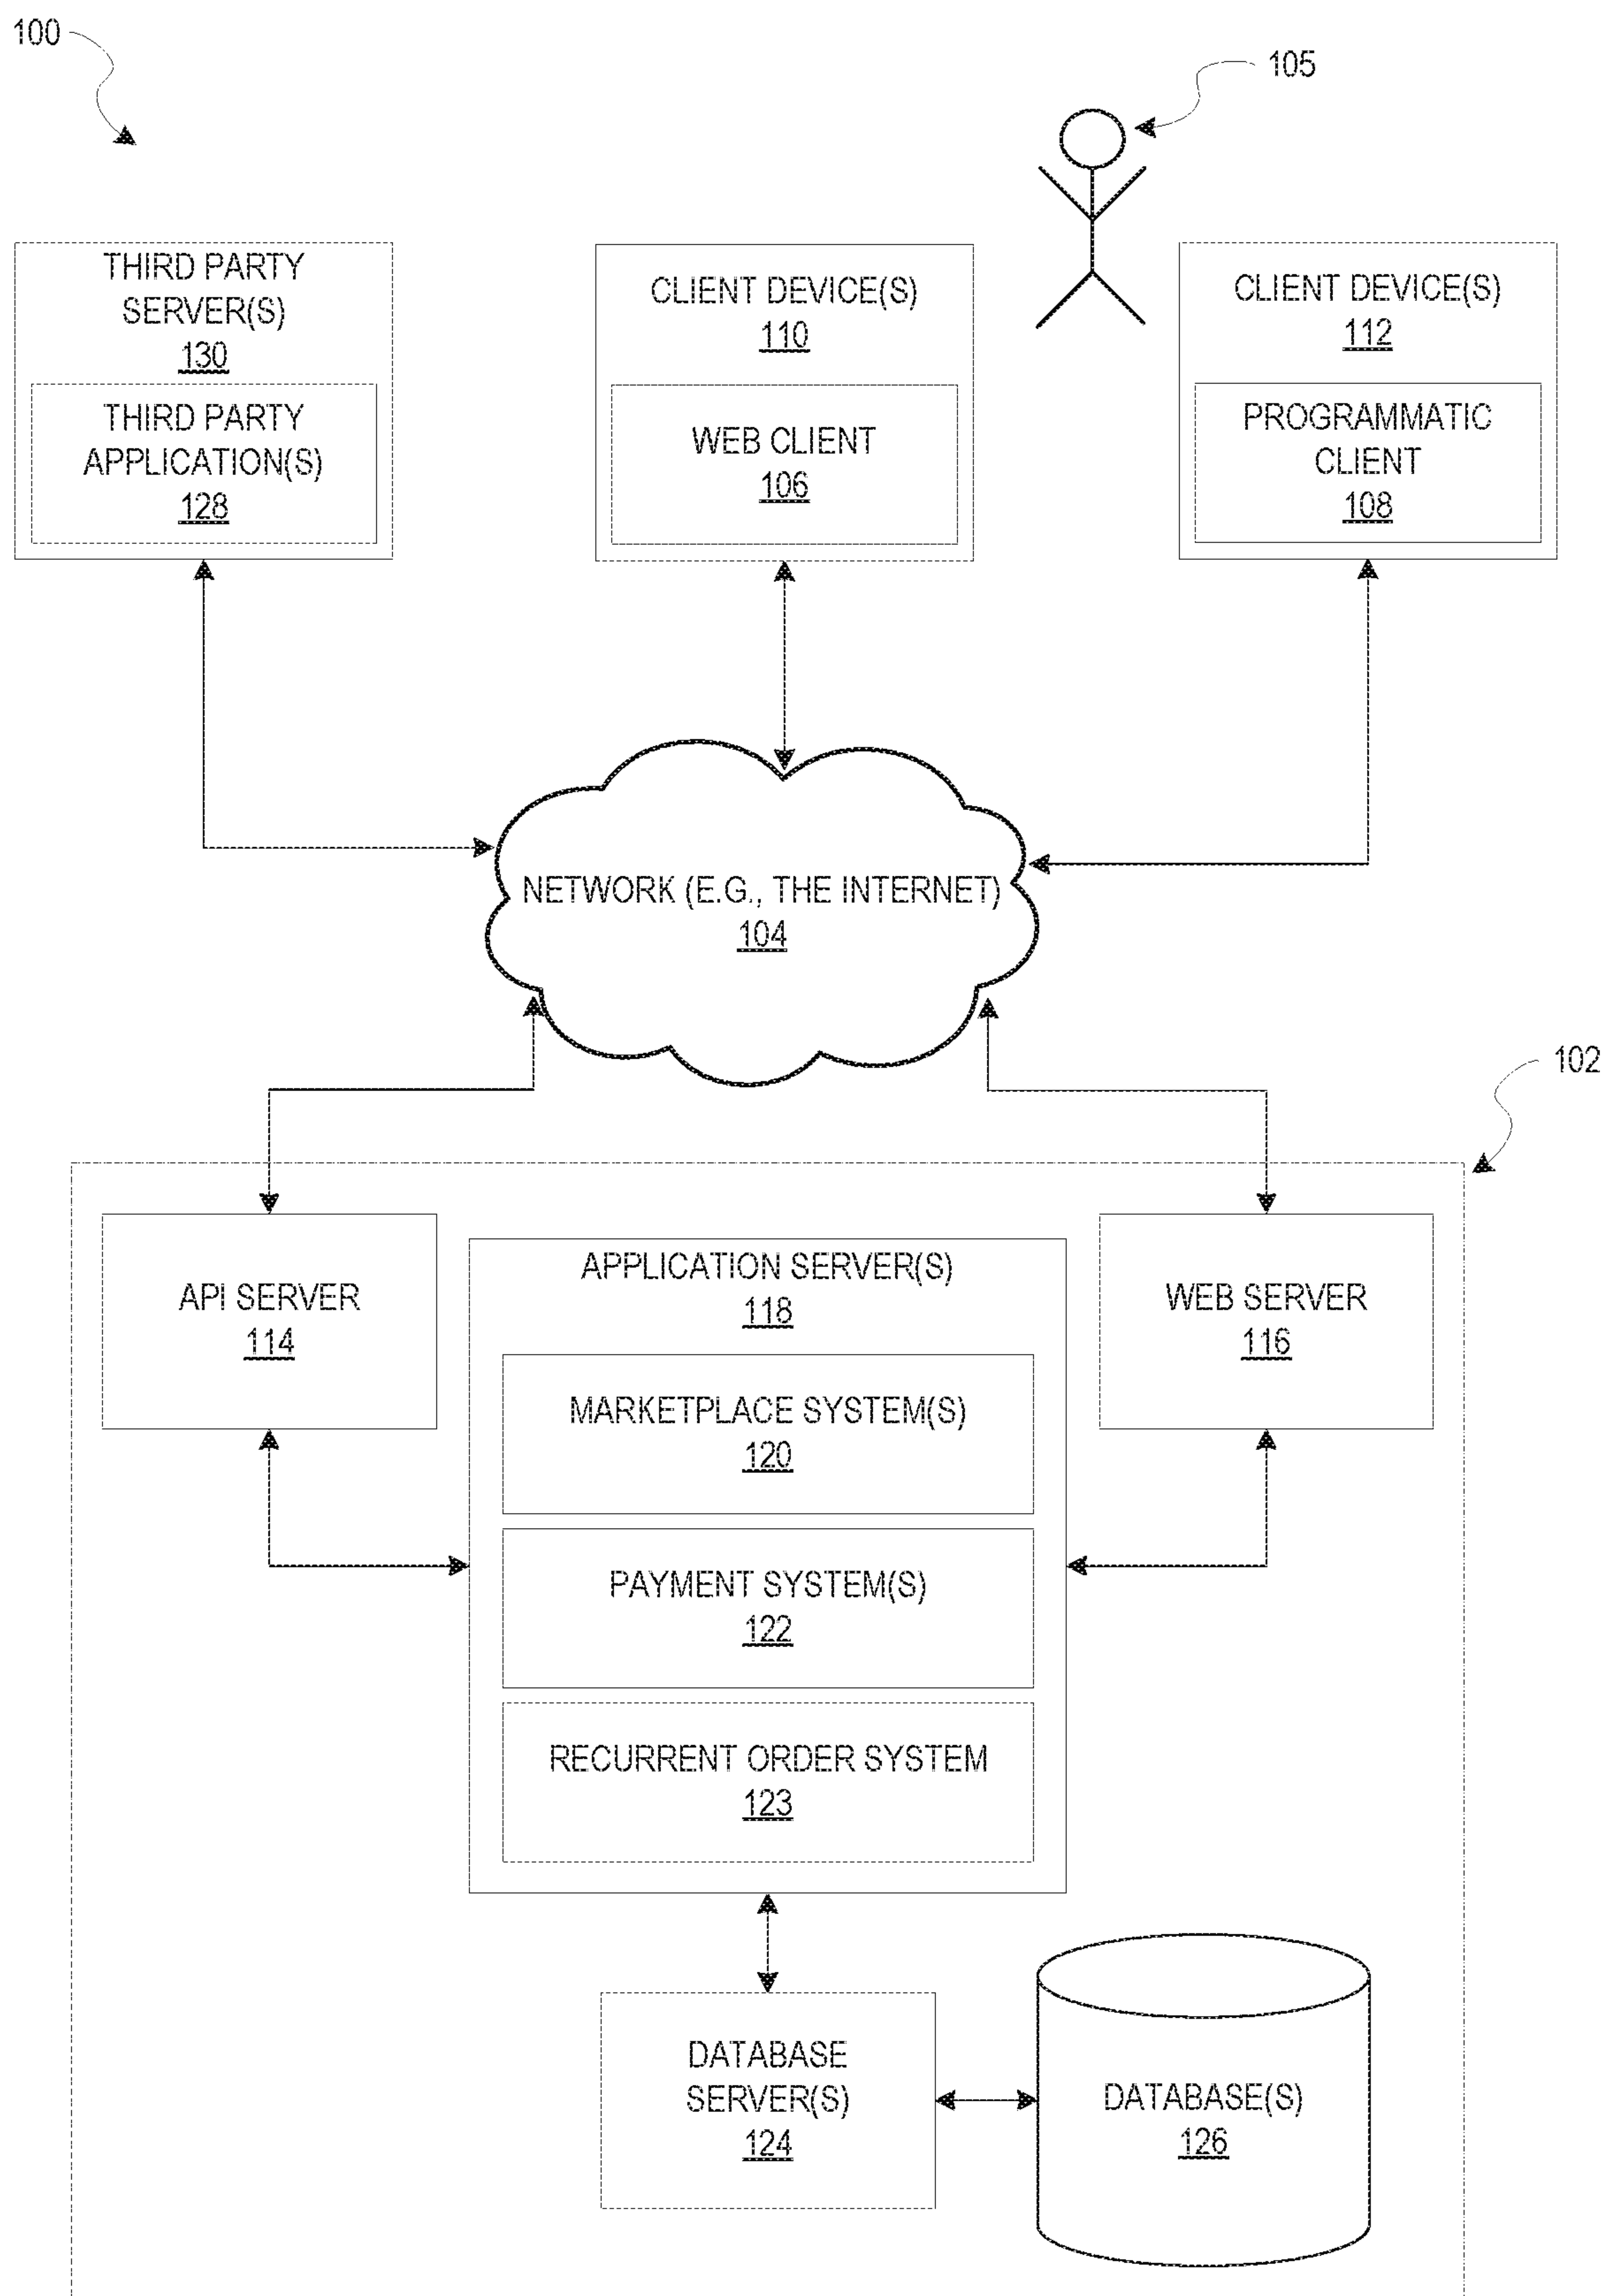 100
105
THIRD PARTY
SERVER(S)
130
THIRD PARTY
APPLICATION(S)
128
CLIENT DEVICE(S)
110
WEB CLIENT
106
CLIENT DEVICE(S)
112
PROGRAMMATIC
CLIENT
108
NETWORK (E.G., THE INTERNET)
104
102
API SERVER
114
APPLICATION SERVER(S)
118
MARKETPLACE SYSTEM(S)
120
PAYMENT SYSTEM(S)
122
RECURRENT ORDER SYSTEM
123
WEB SERVER
116
DATABASE
SERVER(S)
124
DATABASE(S)
126